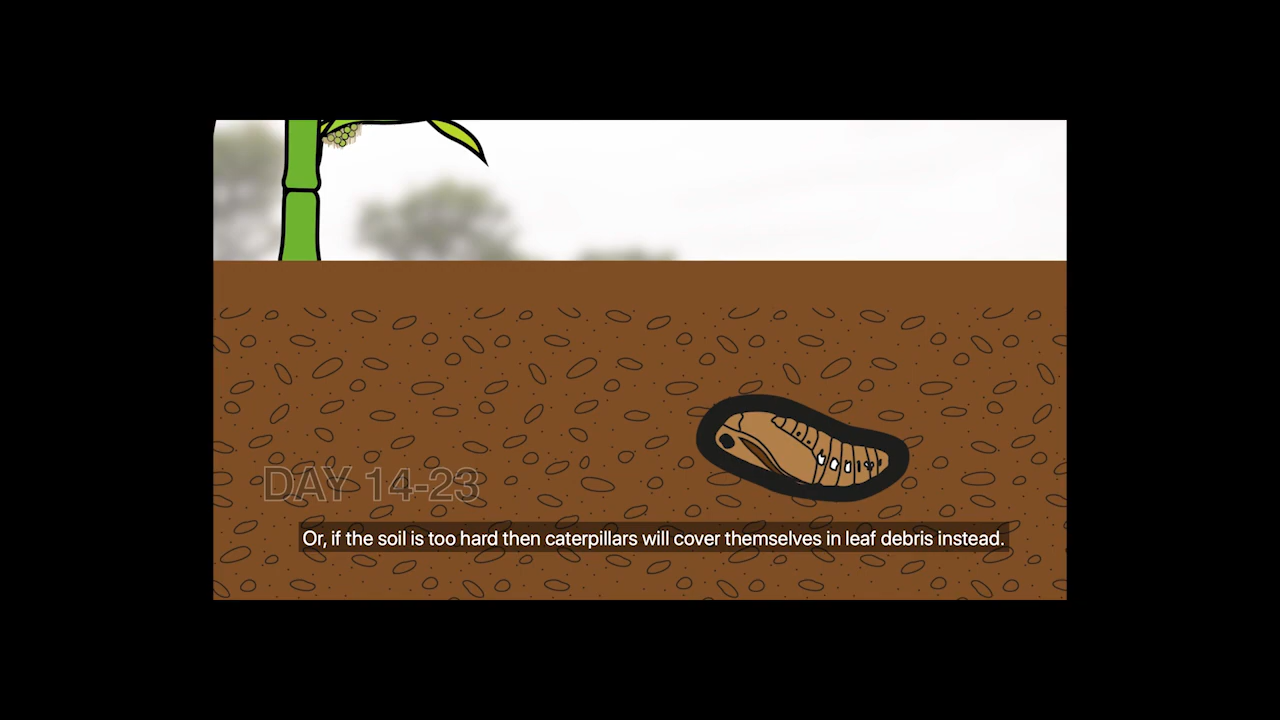 DAY 14-23
Or, if the soil is too hard then caterpillars will cover themselves in leaf debris instead.